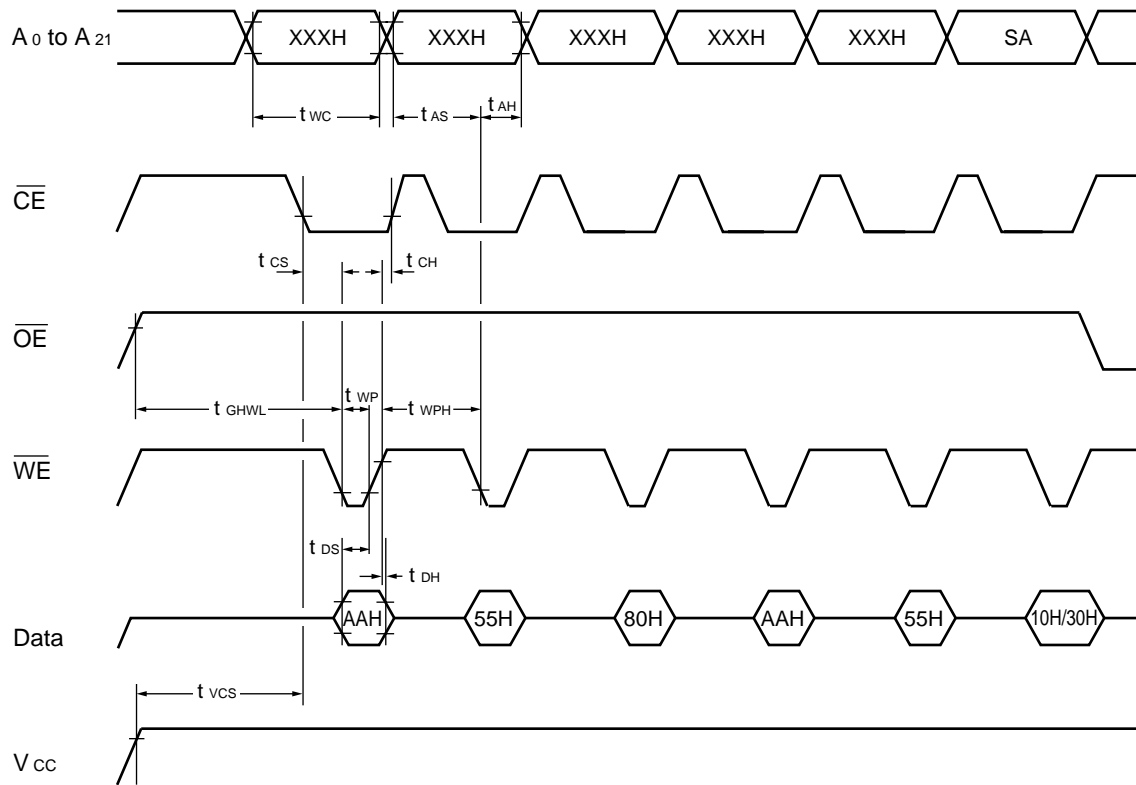 A 0 to A 21 XXXH XXXH XXXH XXXH XXXH SA
t WC t AS t AH
CE
t CS t CH
OE
t GHWL t WP t WPH
WE
t DS
t DH
Data AAH 55H 80H AAH 55H 10H/30H
t VCS
V CC